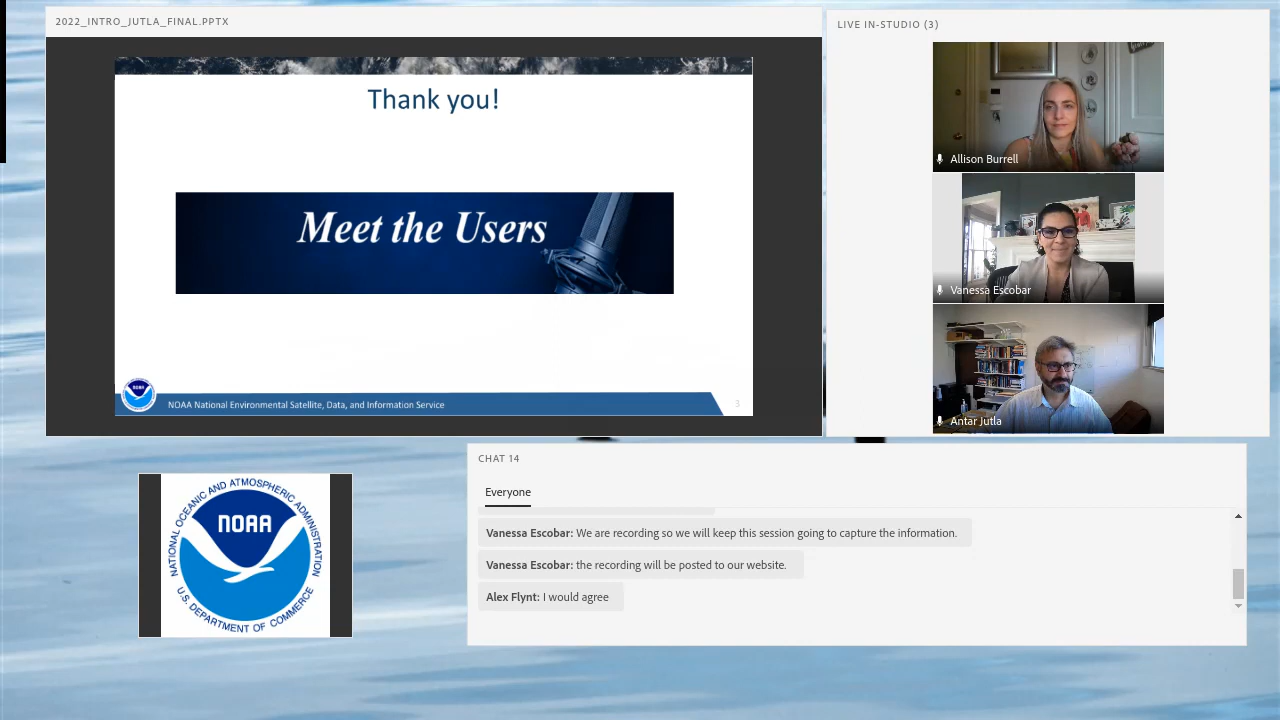 2022_INTRO_JUTLA_FINAL.PPTX
Thank you!
Meet the Users
NOAA
NOAA National Environmental Satellite, Data, and Information Service
3
LIVE IN-STUDIO (3)
Allison Burrell
Vanessa Escobar
Antar Jutla
NATIONAL OCEANIC AND ATMOSPHERIC ADMINISTRATION
NOAA
U.S. DEPARTMENT OF COMMERCE
CHAT 14
Everyone
Vanessa Escobar: We are recording so we will keep this session going to capture the information.
Vanessa Escobar: the recording will be posted to our website.
Alex Flynt: I would agree